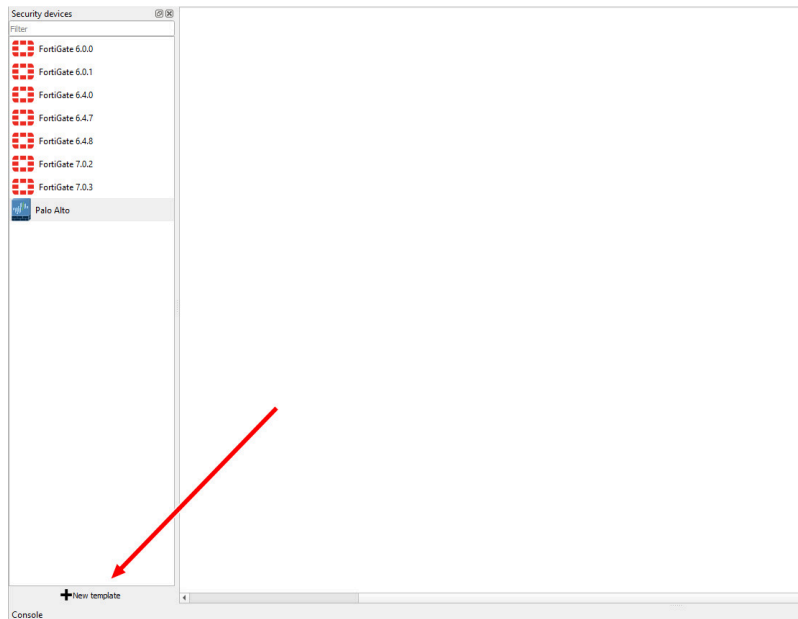 Security devices
Filter
FortiGate 6.0.0
FortiGate 6.0.1
FortiGate 6.4.0
FortiGate 6.4.7
FortiGate 6.4.8
FortiGate 7.0.2
FortiGate 7.0.3
Palo Alto
New template
Console